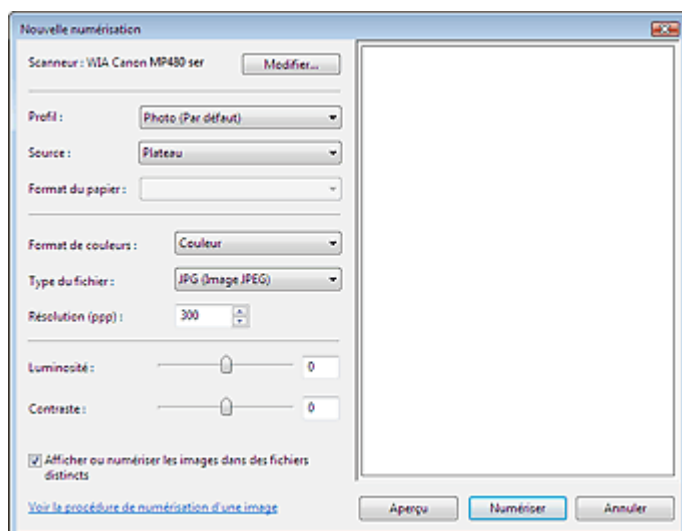 Nouvelle numérisation
Scanneur : WIA Canon MP480 ser
Modifier...
Profil :
Photo (Par défaut)
Source :
Plateau
Format du papier :
Format de couleurs :
Couleur
Type du fichier :
JPG (Image JPEG)
Résolution (ppp) :
300
Luminosité :
0
Contraste :
0
Afficher ou numériser les images dans des fichiers
distincts
Voir la procédure de numérisation d'une image
Aperçu
Numériser
Annuler